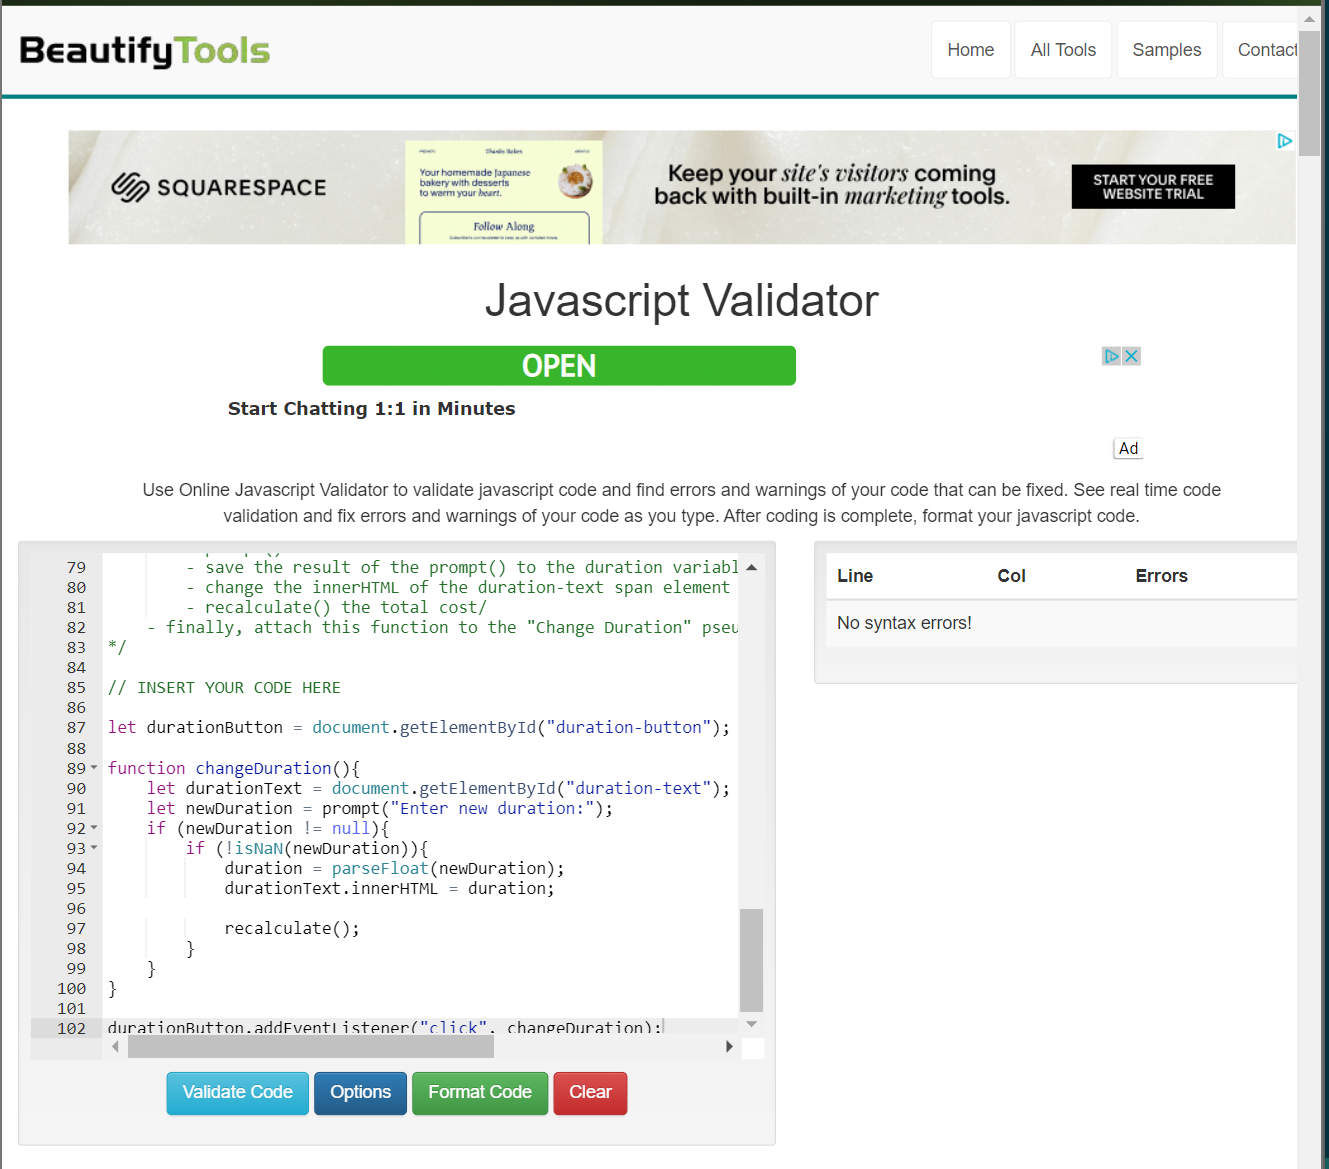 BeautifyTools
Home
All Tools
Samples
Contact
SQUARESPACE
Thanks Bakes
Your homemade Japanese
bakery with desserts
to warm your heart.
Follow Along
Keep your site's visitors coming
back with built-in marketing tools.
START YOUR FREE
WEBSITE TRIAL
Javascript Validator
OPEN
Start Chatting 1:1 in Minutes
Ad
Use Online Javascript Validator to validate javascript code and find errors and warnings of your code that can be fixed. See real time code
validation and fix errors and warnings of your code as you type. After coding is complete, format your javascript code.
79 - save the result of the prompt() to the duration variabl
80 - change the innerHTML of the duration-text span element
81 - recalculate() the total cost/
82 - finally, attach this function to the "Change Duration" pseu
83 */
84
85 // INSERT YOUR CODE HERE
86
87 let durationButton = document.getElementById("duration-button");
88
89 function changeDuration(){
90 let durationText = document.getElementById("duration-text");
91 let newDuration = prompt("Enter new duration:");
92 if (newDuration != null){
93 if (!isNaN(newDuration)){
94 duration = parseFloat(newDuration);
95 durationText.innerHTML = duration;
96
97 recalculate();
98 }
99 }
100 }
101
102 durationButton.addEventListener("click", changeDuration);
Line Col Errors
No syntax errors!
Validate Code
Options
Format Code
Clear